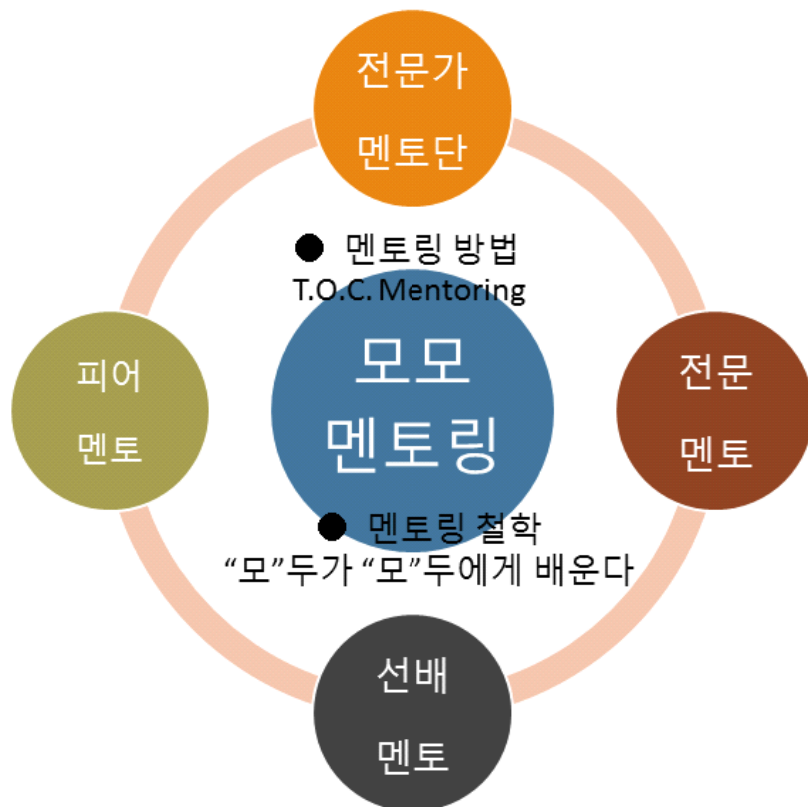 전문가
멘토단
● 멘토링 방법
T.O.C. Mentoring
모모
멘토링
피어
멘토
전문
멘토
● 멘토링 철학
“모”두가 “모”두에게 배운다
선배
멘토